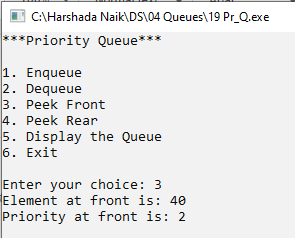 C:\Harshada Naik\DS\04 Queues\19 Pr_Q.exe
***Priority Queue***
1. Enqueue
2. Dequeue
3. Peek Front
4. Peek Rear
5. Display the Queue
6. Exit
Enter your choice: 3
Element at front is: 40
Priority at front is: 2